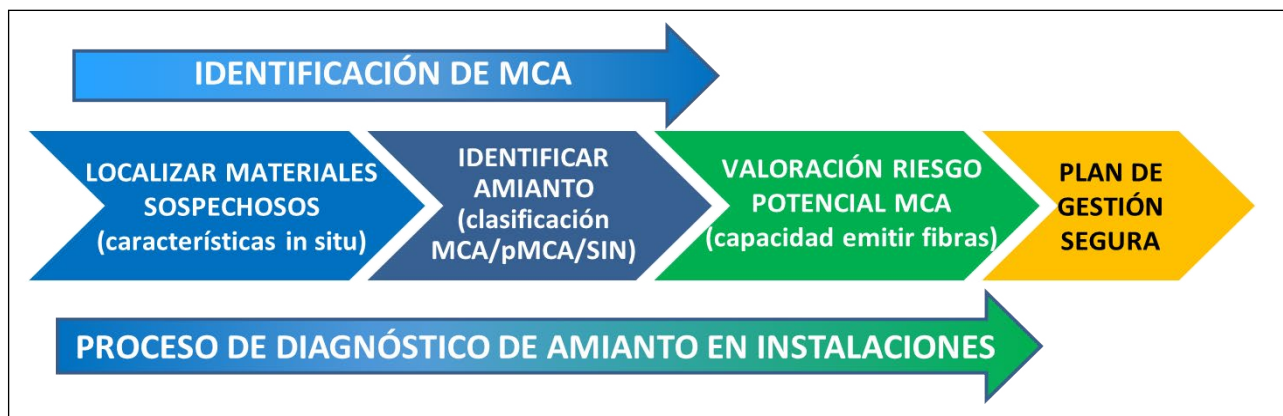 IDENTIFICACIÓN DE MCA
LOCALIZAR MATERIALES
SOSPECHOSOS
(características in situ)
IDENTIFICAR
AMIANTO
(clasificación
MCA/pMCA/SIN)
VALORACIÓN RIESGO
POTENCIAL MCA
(capacidad emitir fibras)
PLAN DE
GESTIÓN
SEGURA
PROCESO DE DIAGNÓSTICO DE AMIANTO EN INSTALACIONES